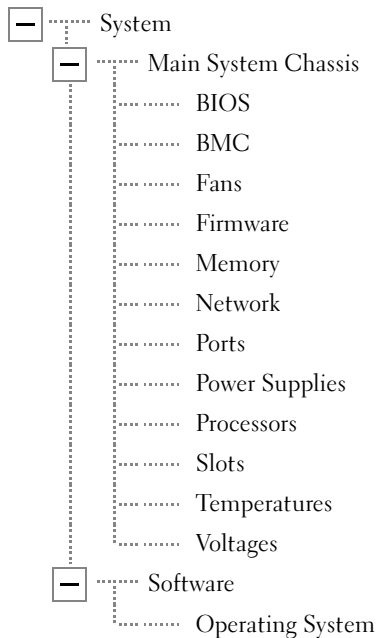 System
Main System Chassis
BIOS
BMC
Fans
Firmware
Memory
Network
Ports
Power Supplies
Processors
Slots
Temperatures
Voltages
Software
Operating System